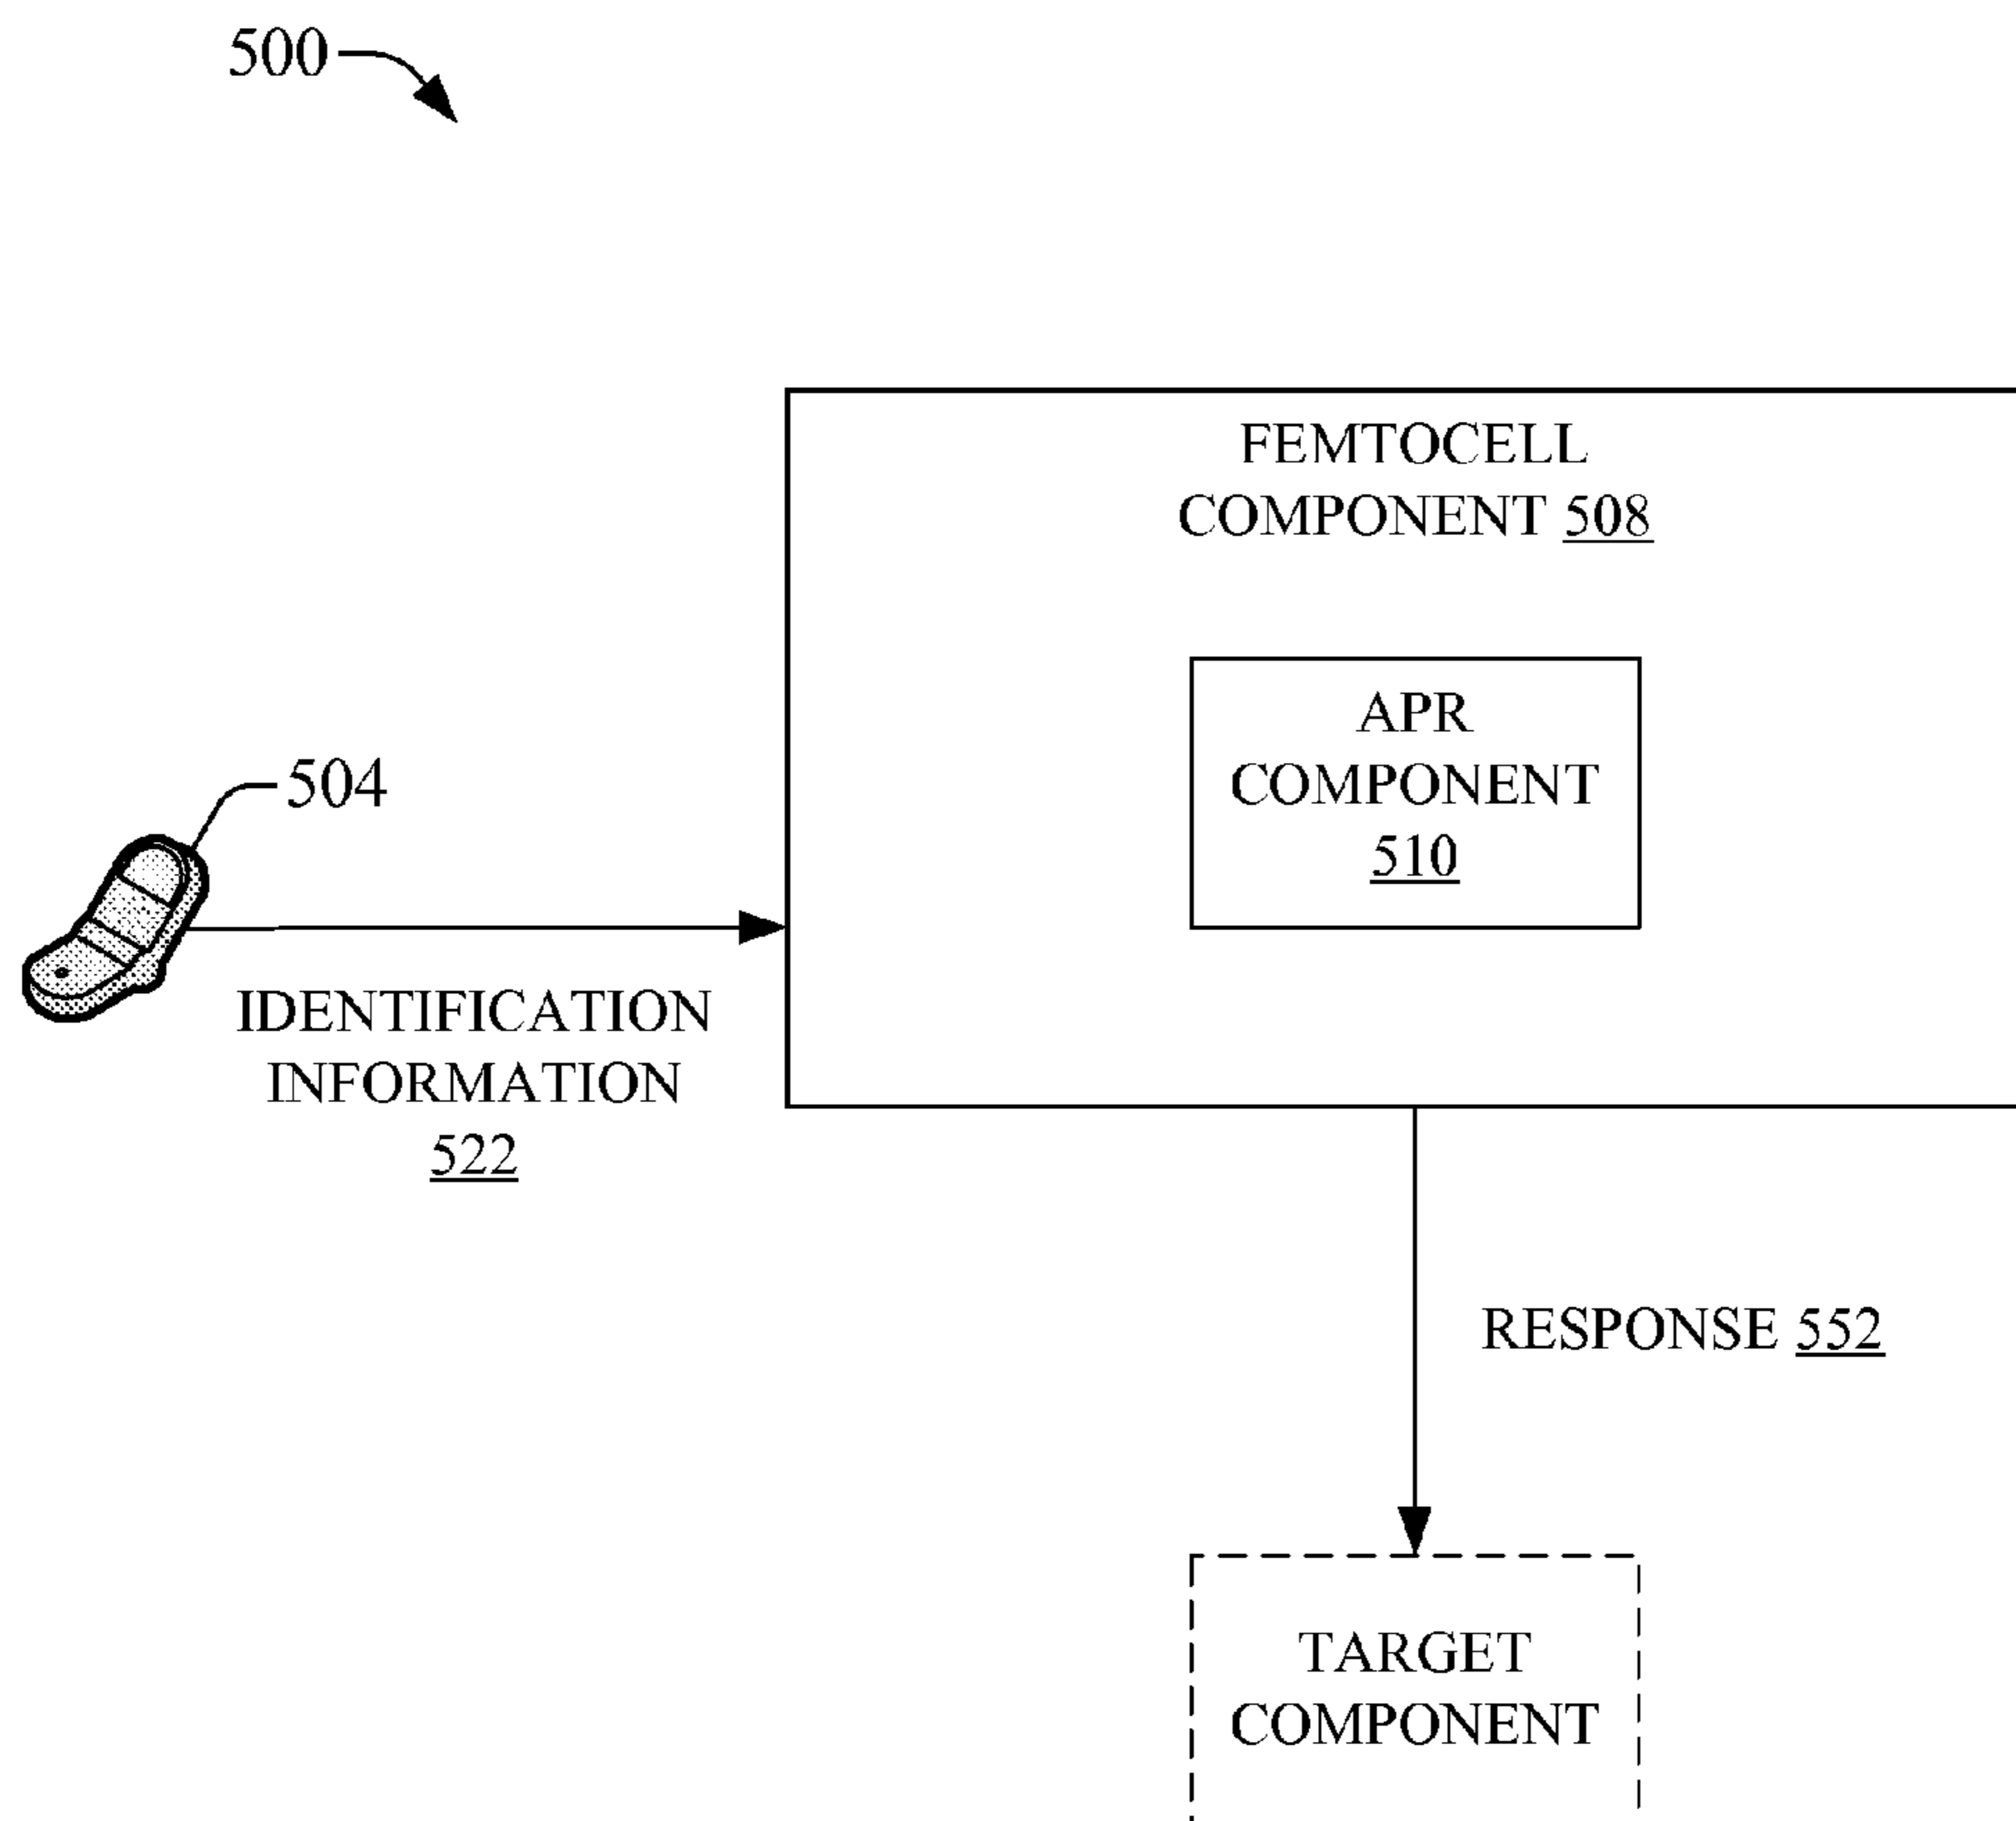 500
FEMTOCELL
COMPONENT 508
APR
COMPONENT
510
504
IDENTIFICATION
INFORMATION
522
RESPONSE 552
TARGET
COMPONENT